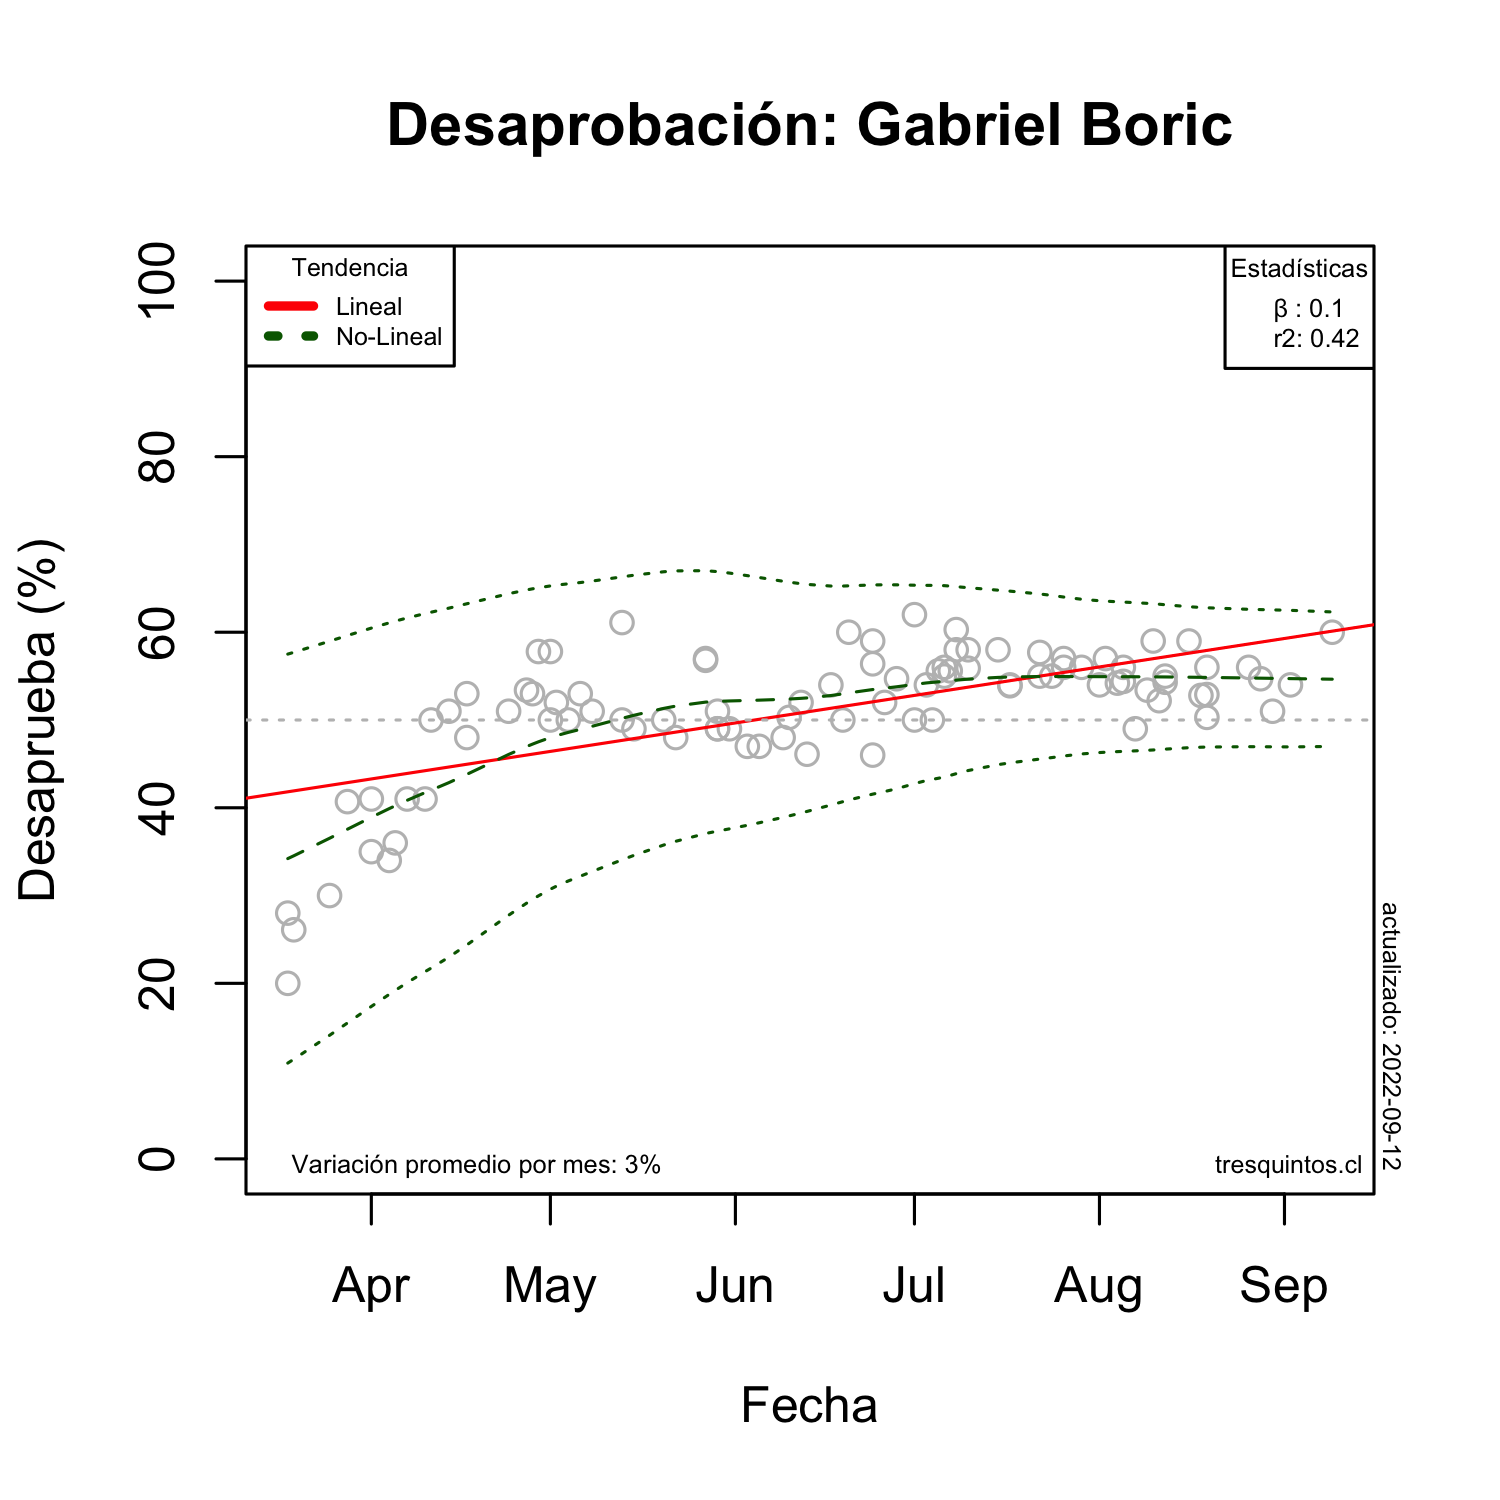 Desaprobación: Gabriel Boric
Tendencia
Lineal
No-Lineal
Estadísticas
β : 0.1
r2: 0.42
Desaprueba (%)
100
80
60
40
20
0
actualizado: 2022-09-12
Variación promedio por mes: 3%
tresquintos.cl
Apr May Jun Jul Aug Sep
Fecha